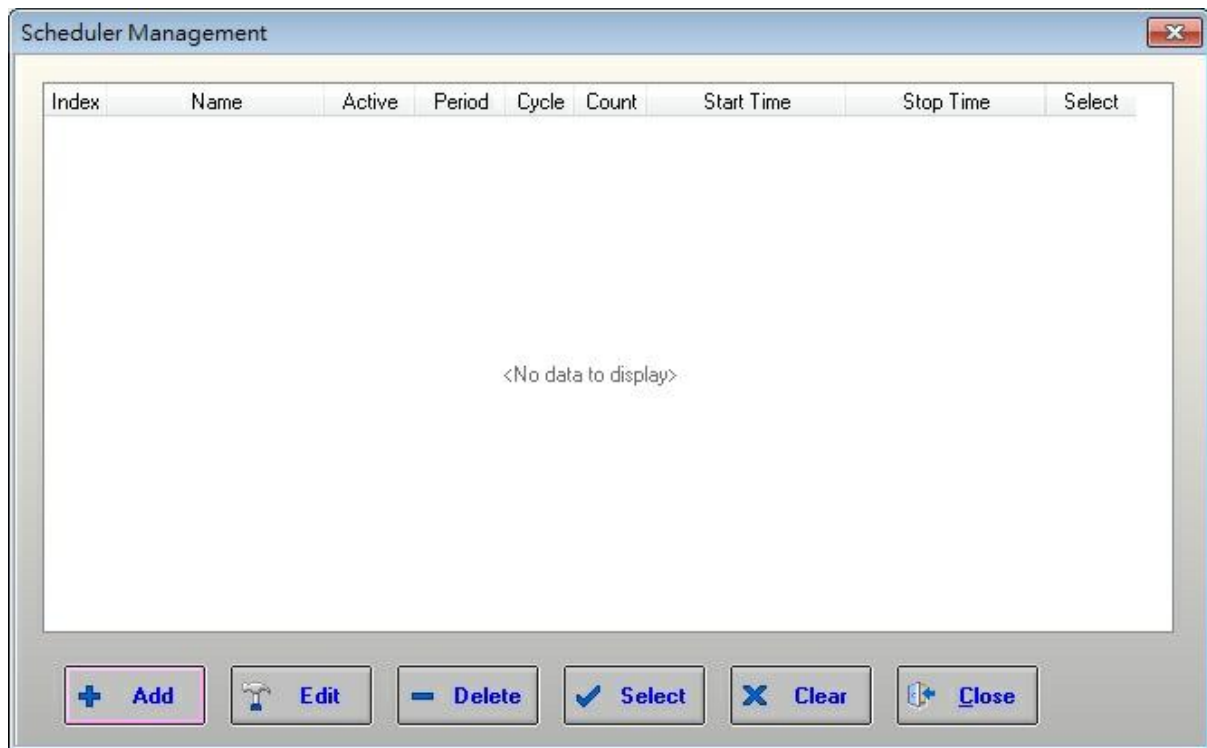 Scheduler Management
Index Name Active Period Cycle Count Start Time Stop Time Select
<No data to display>
Add Edit Delete Select Clear Close